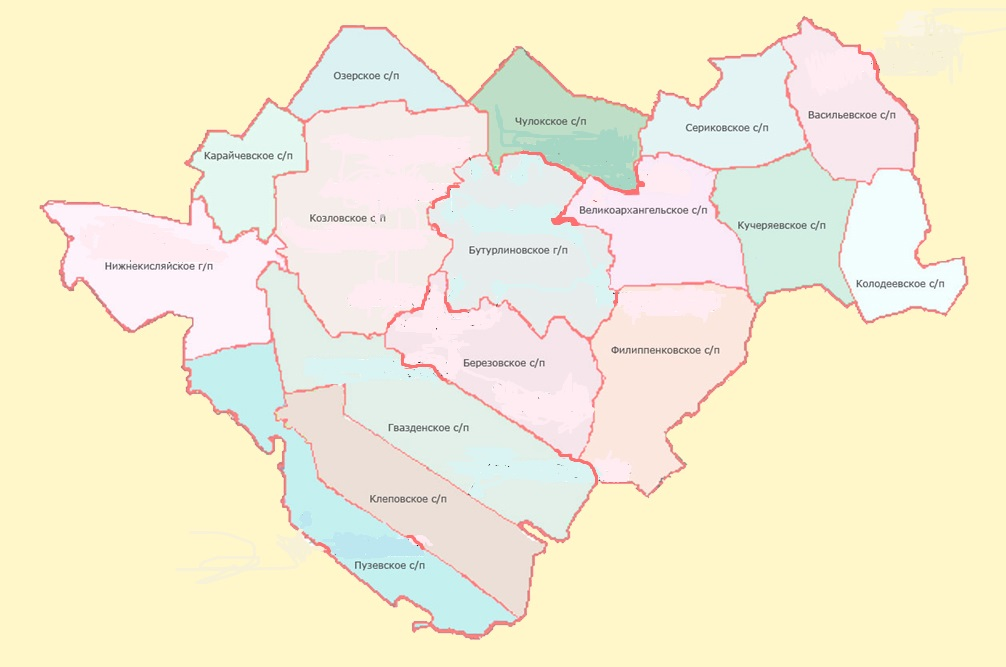 Озерское с/п
Чулокское с/п
Васильевское с/п
Сериковское с/п
Карайчевское с/п
Великоархангельское с/п
Козловское с п
Кучеряевское с/п
Бутурлиновское г/п
Нижнекисляйское г/п
Колодеевское с/п
Филиппенковское с/п
Березовское с/п
Гвазденское с/п
Клеповское с/п
Пузевское с/п